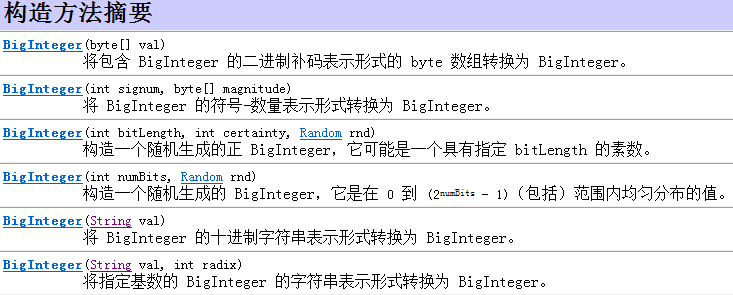 构造方法摘要
BigInteger(byte[] val)
将包含 BigInteger 的二进制补码表示形式的 byte 数组转换为 BigInteger。
BigInteger(int signum, byte[] magnitude)
将 BigInteger 的符号-数量表示形式转换为 BigInteger。
BigInteger(int bitLength, int certainty, Random rnd)
构造一个随机生成的正 BigInteger，它可能是一个具有指定 bitLength 的素数。
BigInteger(int numBits, Random rnd)
构造一个随机生成的 BigInteger，它是在 0 到 (2numBits - 1)（包括）范围内均匀分布的值。
BigInteger(String val)
将 BigInteger 的十进制字符串表示形式转换为 BigInteger。
BigInteger(String val, int radix)
将指定基数的 BigInteger 的字符串表示形式转换为 BigInteger。